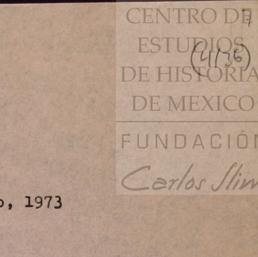 CENTRO DE
ESTUDIOS
(4136)
DE HISTORIA
DE MEXICO
FUNDACIÓN
Carlos Slim
o, 1973